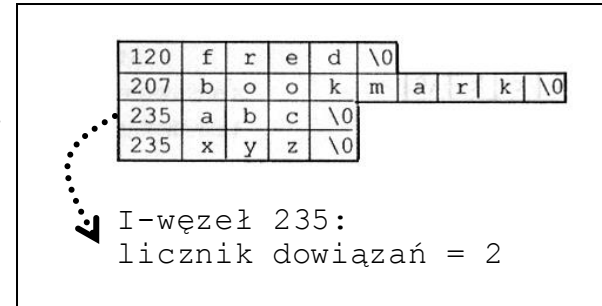 120 f r e d \0
207 b o o k m a r k \0
235 a b c \0
235 x y z \0
I-węzeł 235:
licznik dowiązań = 2